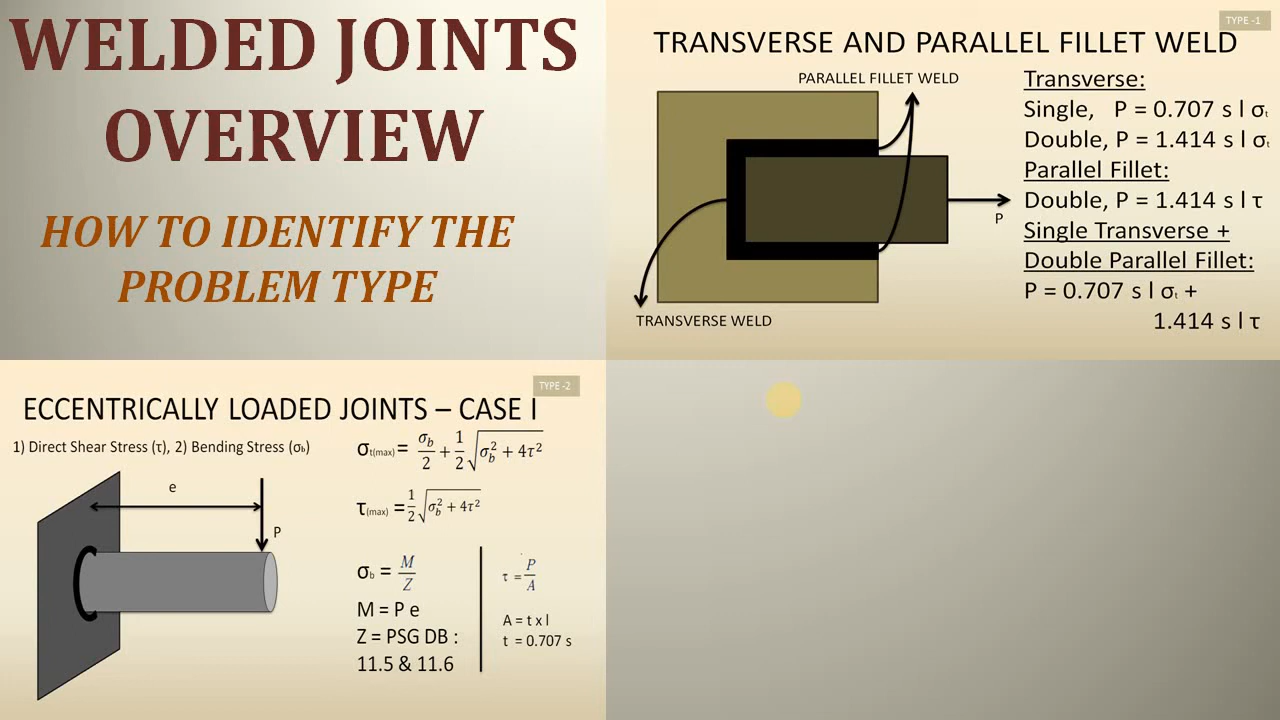 WELDED JOINTS
OVERVIEW
HOW TO IDENTIFY THE
PROBLEM TYPE
TYPE -1
TRANSVERSE AND PARALLEL FILLET WELD
PARALLEL FILLET WELD
P
TRANSVERSE WELD
Transverse:
Single, P = 0.707 s l σt
Double, P = 1.414 s l σt
Parallel Fillet:
Double, P = 1.414 s l τ
Single Transverse +
Double Parallel Fillet:
P = 0.707 s l σt +
1.414 s l τ
TYPE -2
ECCENTRICALLY LOADED JOINTS – CASE I
1) Direct Shear Stress (τ), 2) Bending Stress (σb)
e
P
σt(max) = σb/2 + 1/2 √(σb² + 4τ²)
τ(max) = 1/2 √(σb² + 4τ²)
σb = M/Z
M = P e
Z = PSG DB :
11.5 & 11.6
τ = P/A
A = t x l
t = 0.707 s